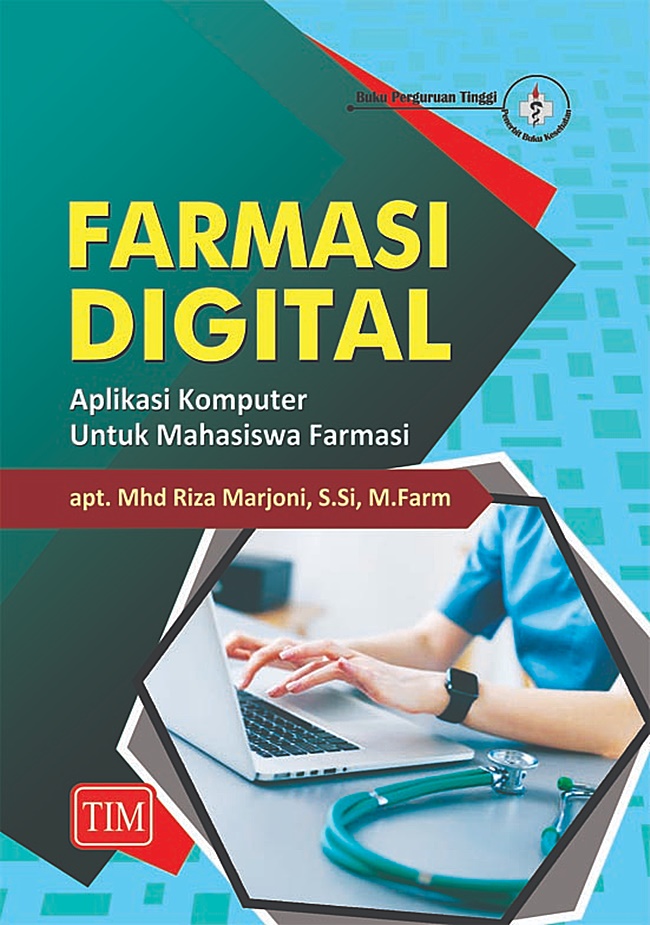 Buku Perguruan Tinggi
Penerbit Buku Kesehatan
FARMASI
DIGITAL
Aplikasi Komputer
Untuk Mahasiswa Farmasi
apt. Mhd Riza Marjoni, S.Si, M.Farm
TIM